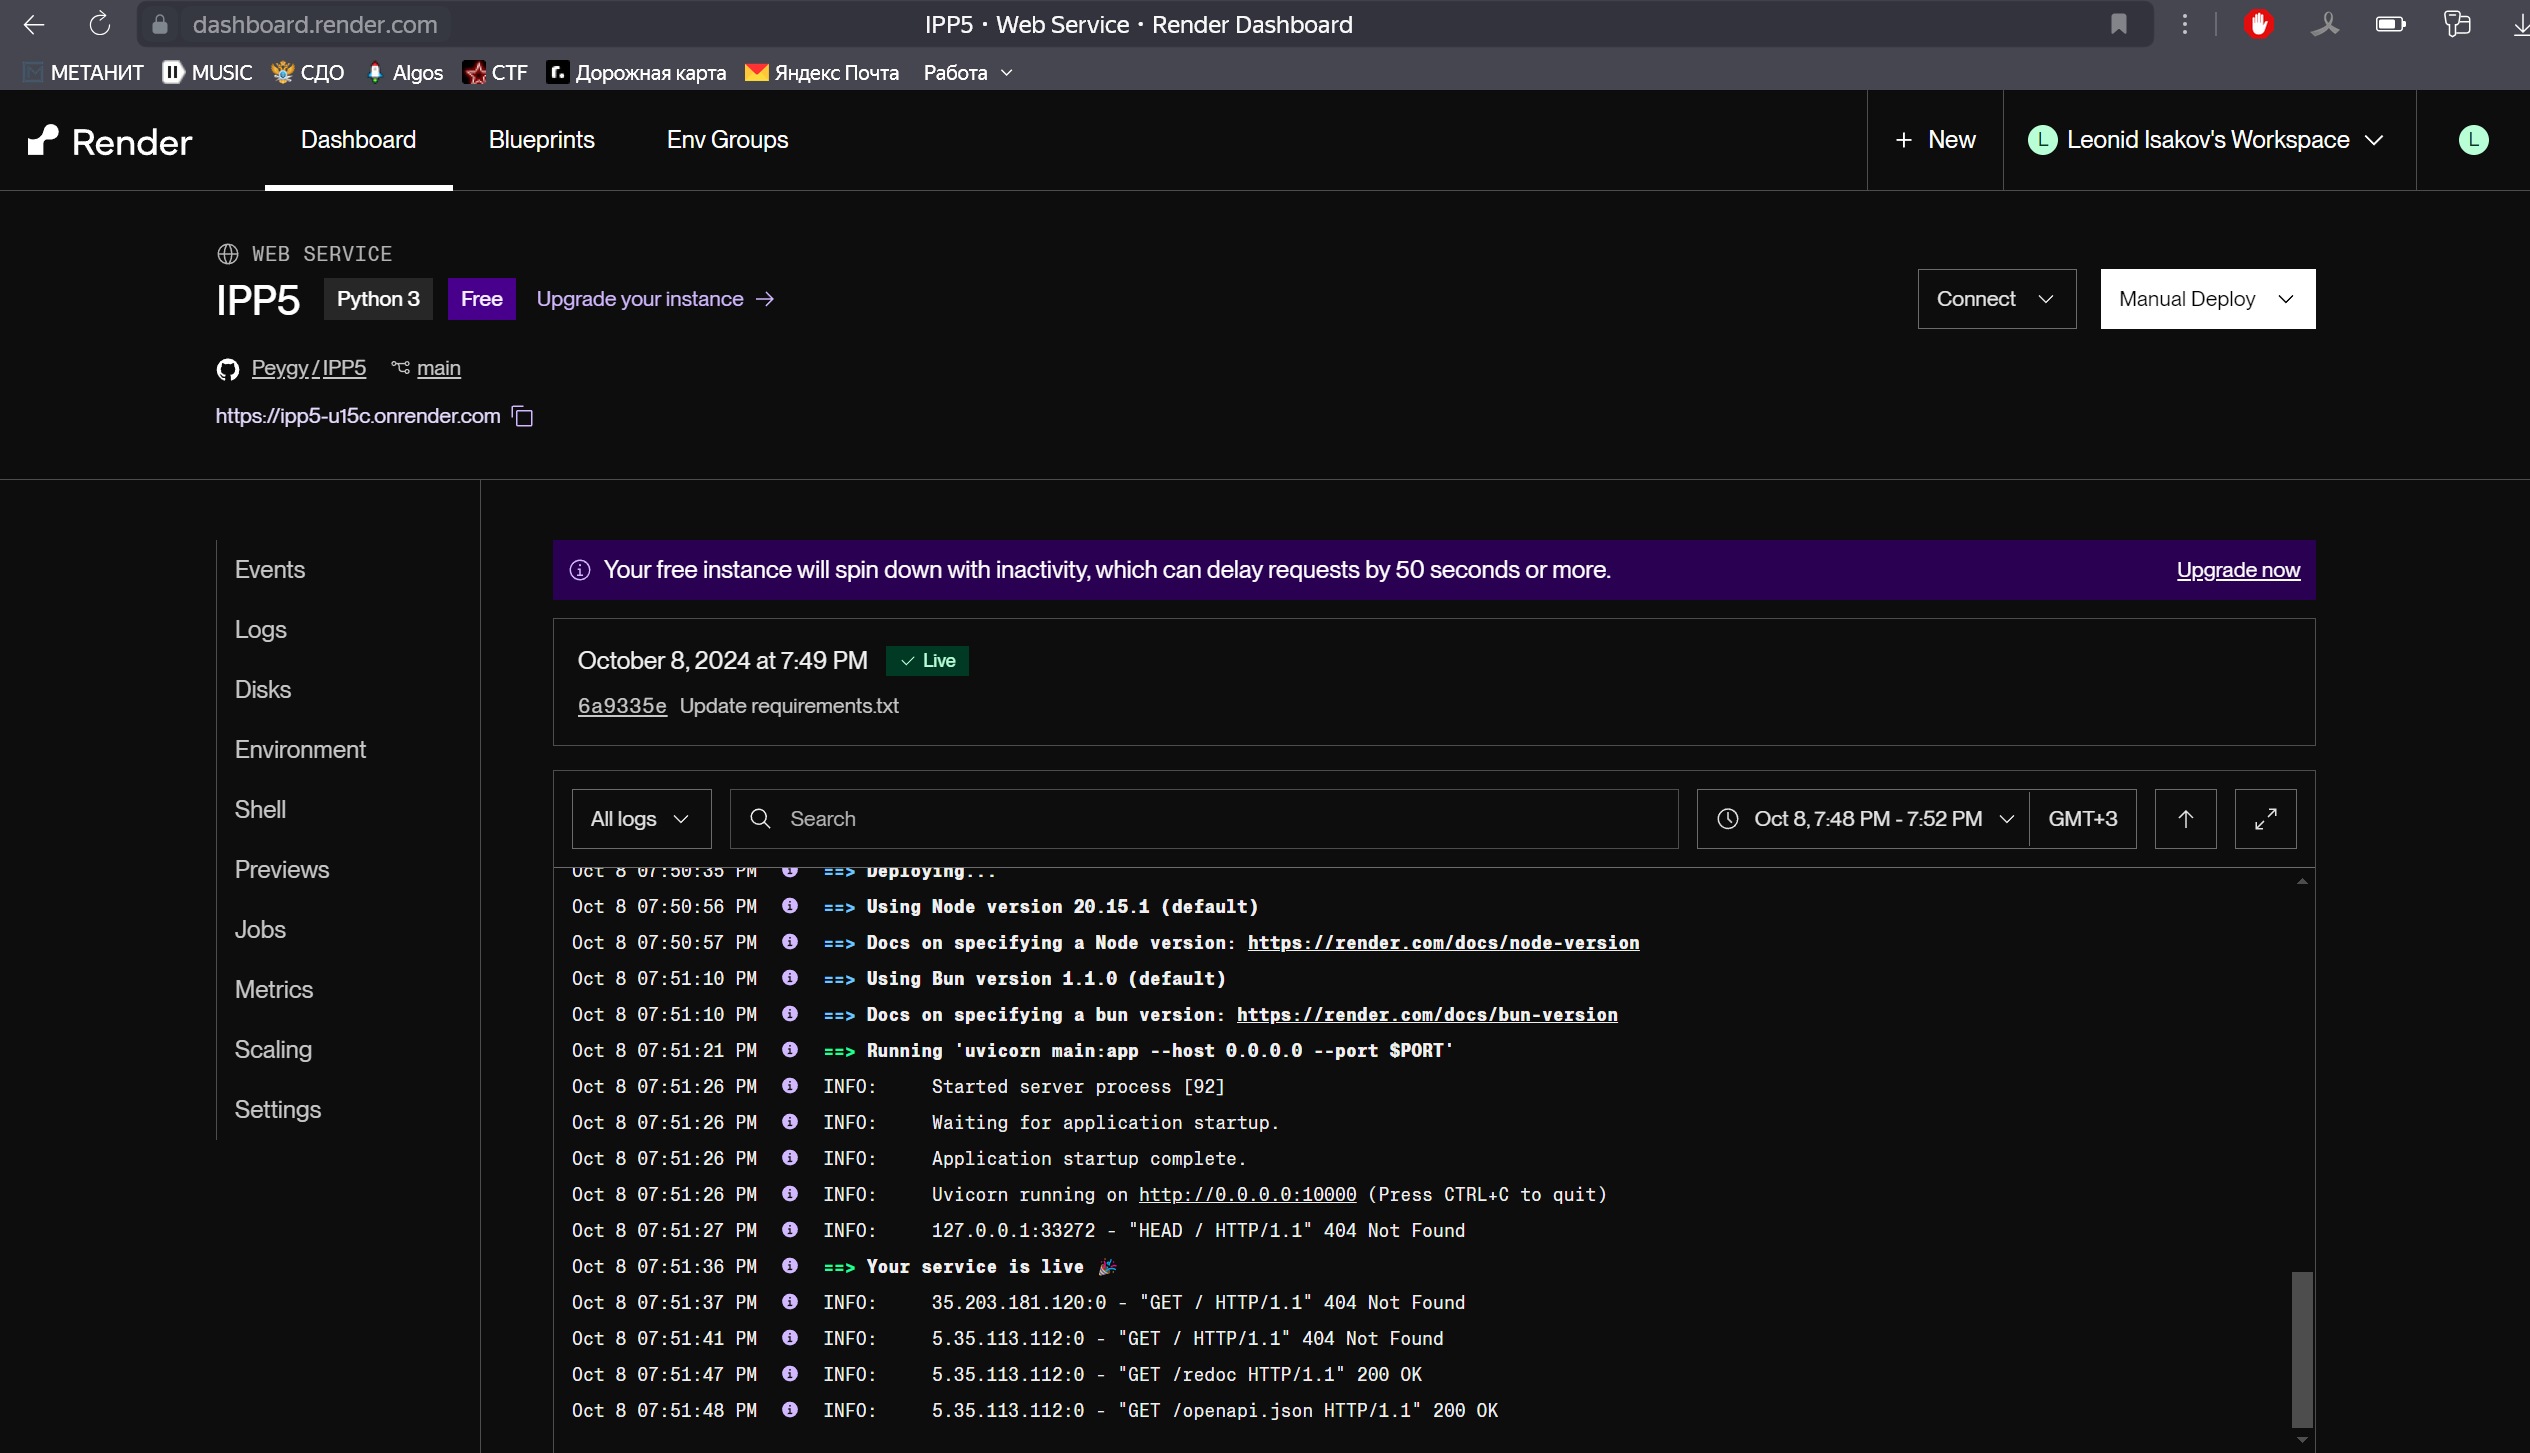 dashboard.render.com
IPP5 · Web Service · Render Dashboard
МЕТАНИТ MUSIC СДО Algos CTF Дорожная карта Яндекс Почта Работа
Render Dashboard Blueprints Env Groups + New L Leonid Isakov's Workspace L
WEB SERVICE
IPP5 Python 3 Free Upgrade your instance → Connect Manual Deploy
Peygy / IPP5 main
https://ipp5-u15c.onrender.com
Events
Logs
Disks
Environment
Shell
Previews
Jobs
Metrics
Scaling
Settings
Your free instance will spin down with inactivity, which can delay requests by 50 seconds or more. Upgrade now
October 8, 2024 at 7:49 PM Live
6a9335e Update requirements.txt
All logs Search Oct 8, 7:48 PM - 7:52 PM GMT+3
Oct 8 07:50:35 PM ==> Deploying...
Oct 8 07:50:56 PM ==> Using Node version 20.15.1 (default)
Oct 8 07:50:57 PM ==> Docs on specifying a Node version: https://render.com/docs/node-version
Oct 8 07:51:10 PM ==> Using Bun version 1.1.0 (default)
Oct 8 07:51:10 PM ==> Docs on specifying a bun version: https://render.com/docs/bun-version
Oct 8 07:51:21 PM ==> Running 'uvicorn main:app --host 0.0.0.0 --port $PORT'
Oct 8 07:51:26 PM INFO: Started server process [92]
Oct 8 07:51:26 PM INFO: Waiting for application startup.
Oct 8 07:51:26 PM INFO: Application startup complete.
Oct 8 07:51:26 PM INFO: Uvicorn running on http://0.0.0.0:10000 (Press CTRL+C to quit)
Oct 8 07:51:27 PM INFO: 127.0.0.1:33272 - "HEAD / HTTP/1.1" 404 Not Found
Oct 8 07:51:36 PM ==> Your service is live 🎉
Oct 8 07:51:37 PM INFO: 35.203.181.120:0 - "GET / HTTP/1.1" 404 Not Found
Oct 8 07:51:41 PM INFO: 5.35.113.112:0 - "GET / HTTP/1.1" 404 Not Found
Oct 8 07:51:47 PM INFO: 5.35.113.112:0 - "GET /redoc HTTP/1.1" 200 OK
Oct 8 07:51:48 PM INFO: 5.35.113.112:0 - "GET /openapi.json HTTP/1.1" 200 OK